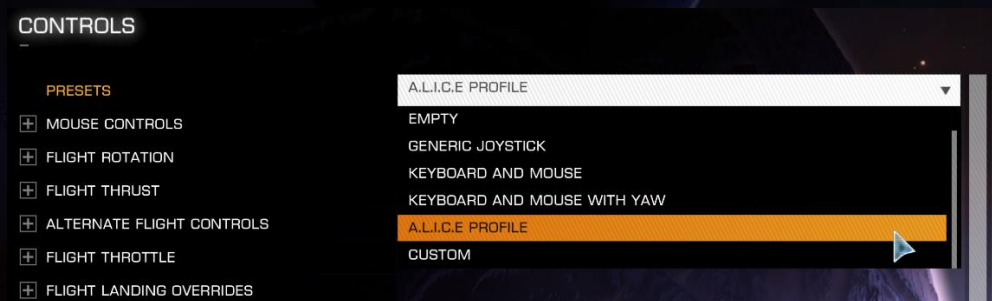 CONTROLS
PRESETS
A.L.I.C.E PROFILE
EMPTY
MOUSE CONTROLS
GENERIC JOYSTICK
FLIGHT ROTATION
KEYBOARD AND MOUSE
FLIGHT THRUST
KEYBOARD AND MOUSE WITH YAW
ALTERNATE FLIGHT CONTROLS
A.L.I.C.E PROFILE
FLIGHT THROTTLE
CUSTOM
FLIGHT LANDING OVERRIDES